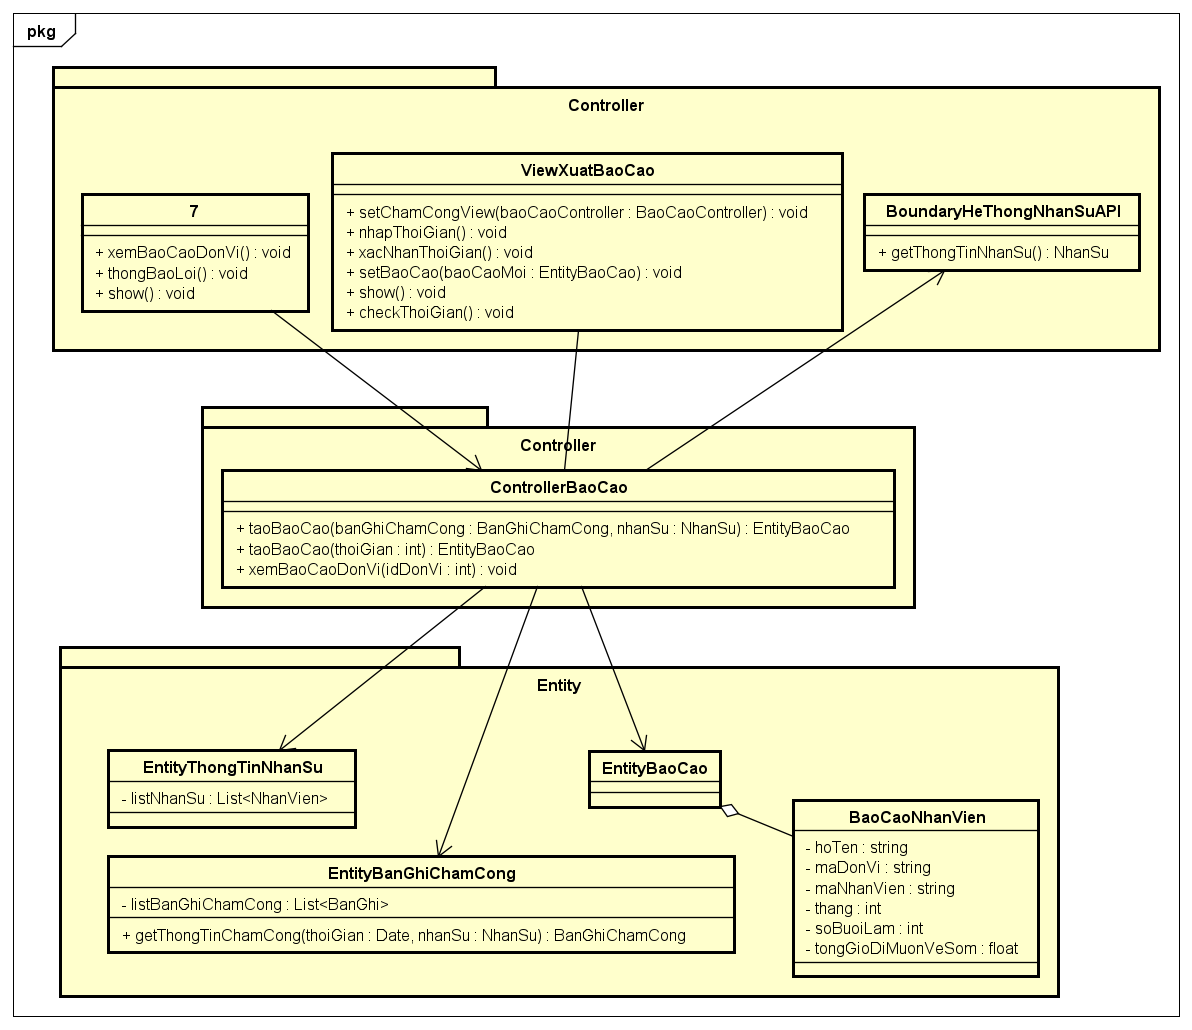 pkg
Controller
7
+ xemBaoCaoDonVi() : void
+ thongBaoLoi() : void
+ show() : void
ViewXuatBaoCao
+ setChamCongView(baoCaoController : BaoCaoController) : void
+ nhapThoiGian() : void
+ xacNhanThoiGian() : void
+ setBaoCao(baoCaoMoi : EntityBaoCao) : void
+ show() : void
+ checkThoiGian() : void
BoundaryHeThongNhanSuAPI
+ getThongTinNhanSu() : NhanSu
Controller
ControllerBaoCao
+ taoBaoCao(banGhiChamCong : BanGhiChamCong, nhanSu : NhanSu) : EntityBaoCao
+ taoBaoCao(thoiGian : int) : EntityBaoCao
+ xemBaoCaoDonVi(idDonVi : int) : void
Entity
EntityThongTinNhanSu
- listNhanSu : List<NhanVien>
EntityBaoCao
BaoCaoNhanVien
- hoTen : string
- maDonVi : string
- maNhanVien : string
- thang : int
- soBuoiLam : int
- tongGioDiMuonVeSom : float
EntityBanGhiChamCong
- listBanGhiChamCong : List<BanGhi>
+ getThongTinChamCong(thoiGian : Date, nhanSu : NhanSu) : BanGhiChamCong